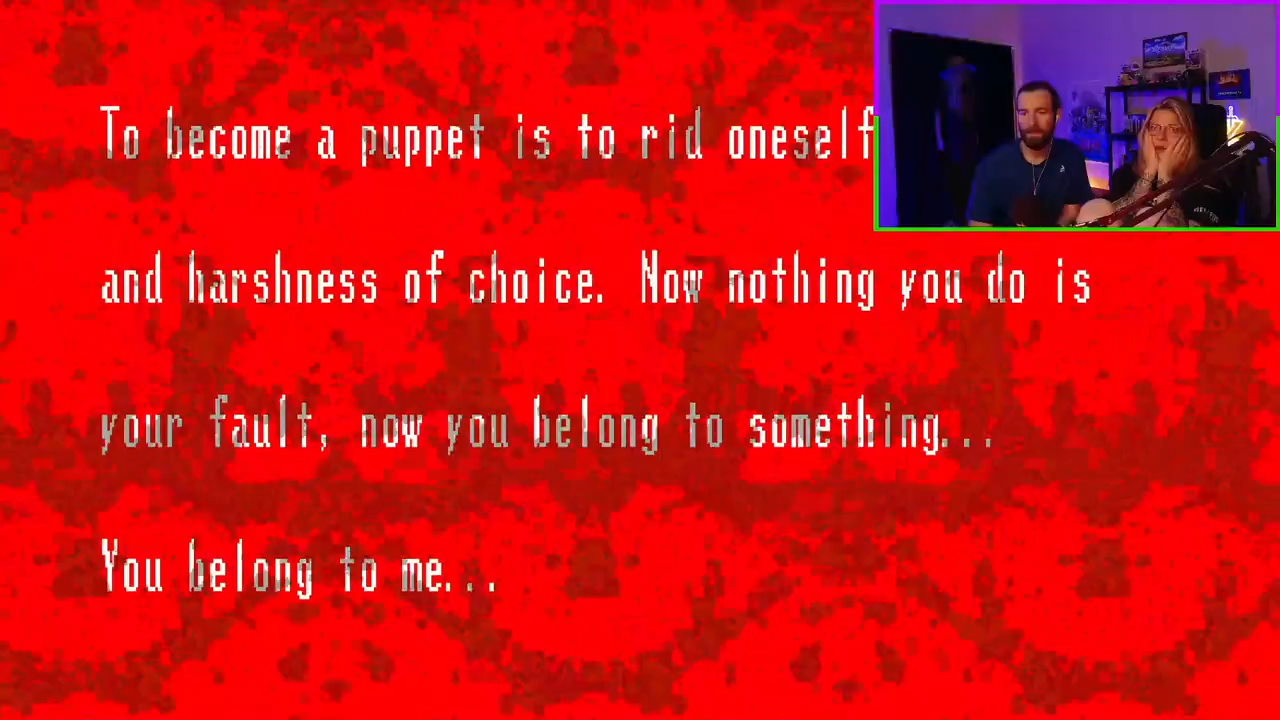 To become a puppet is to rid oneself
and harshness of choice. Now nothing you do is
your fault, now you belong to something...
You belong to me...